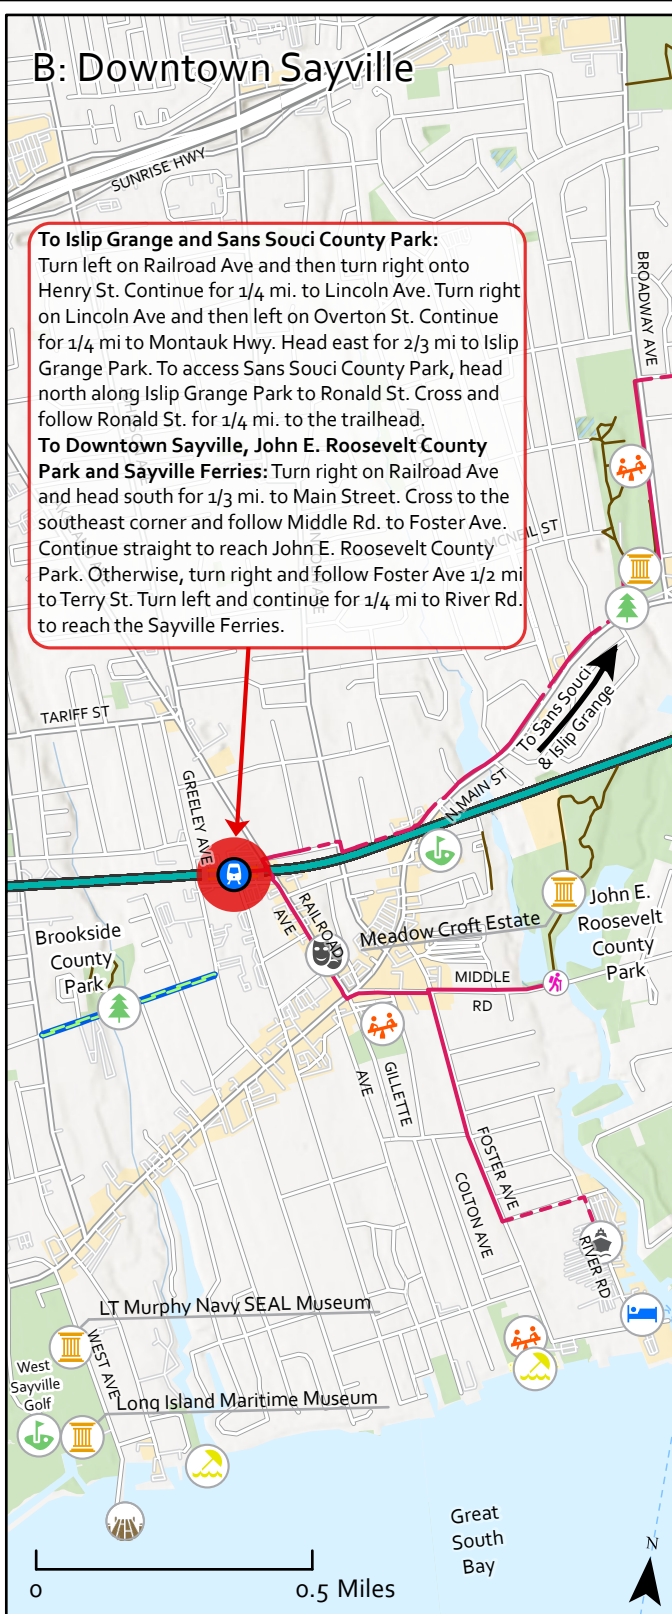 B: Downtown Sayville
SUNRISE HWY
To Islip Grange and Sans Souci County Park:
Turn left on Railroad Ave and then turn right onto
Henry St. Continue for 1/4 mi. to Lincoln Ave. Turn right
on Lincoln Ave and then left on Overton St. Continue
for 1/4 mi to Montauk Hwy. Head east for 2/3 mi to Islip
Grange Park. To access Sans Souci County Park, head
north along Islip Grange Park to Ronald St. Cross and
follow Ronald St. for 1/4 mi. to the trailhead.
To Downtown Sayville, John E. Roosevelt County
Park and Sayville Ferries: Turn right on Railroad Ave
and head south for 1/3 mi. to Main Street. Cross to the
southeast corner and follow Middle Rd. to Foster Ave.
Continue straight to reach John E. Roosevelt County
Park. Otherwise, turn right and follow Foster Ave 1/2 mi
to Terry St. Turn left and continue for 1/4 mi to River Rd.
to reach the Sayville Ferries.
BROADWAY AVE
MCNEIL ST
To Sans Souci
& Islip Grange
TARIFF ST
GREELEY AVE
N MAIN ST
RAILROAD
AVE
Meadow Croft Estate
John E.
Roosevelt
County
Park
Brookside
County
Park
MIDDLE
RD
GILLETTE
AVE
FOSTER AVE
COLTON AVE
RIVER RD
LT Murphy Navy SEAL Museum
WEST AVE
West
Sayville
Golf
Long Island Maritime Museum
Great
South
Bay
N
0
0.5 Miles